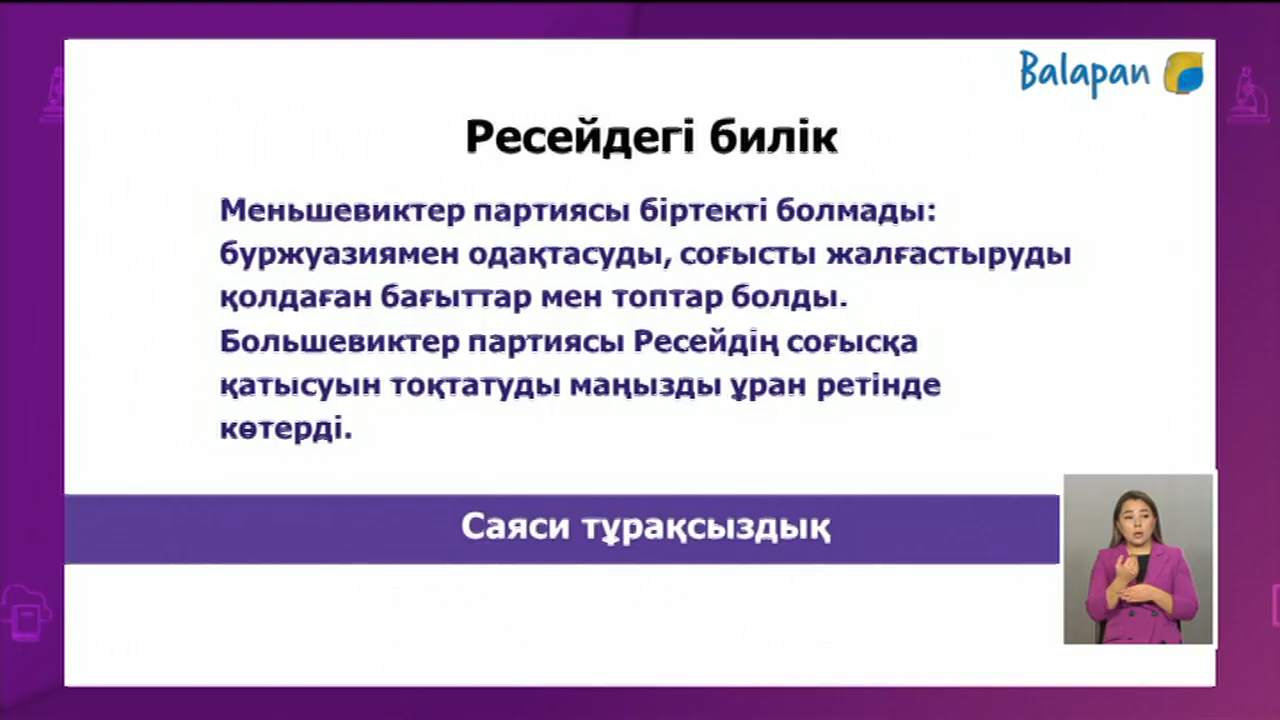 Balapan
Ресейдегі билік
Меньшевиктер партиясы біртекті болмады:
буржуазиямен одақтасуды, соғысты жалғастыруды
қолдаған бағыттар мен топтар болды.
Большевиктер партиясы Ресейдің соғысқа
қатысуын тоқтатуды маңызды ұран ретінде
көтерді.
Саяси тұрақсыздық